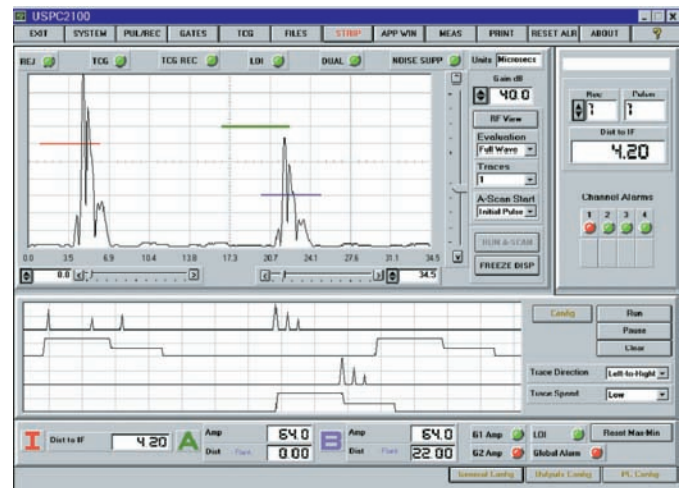 USPC2100
EXIT SYSTEM PUL/REC GATES TCG FILES STRIP APP WIN MEAS PRINT RESET ALR ABOUT ?
REJ TCG TCG REC LOI DUAL NOISE SUPP Units Microsecs
Gain dB
40.0
RF View
Evaluation
Full Wave
Traces
1
A-Scan Start
Initial Pulse
RUN A-SCAN
FREEZE DISP
Rec Pulser
1 1
Dist to IF
4.20
Channel Alarms
1 2 3 4
0.0 3.5 6.9 10.4 13.8 17.3 20.7 24.1 27.6 31.1 34.5
0.0 34.5
Config Run
Pause
Clear
Trace Direction Left-to-Right
Trace Speed Low
I Dist to IF 4.20 A Amp 64.0 B Amp 64.0 G1 Amp LOI Reset Max-Min
Dist 0.00 Dist 22.00 G2 Amp Global Alarm
General Config Outputs Config PC Config